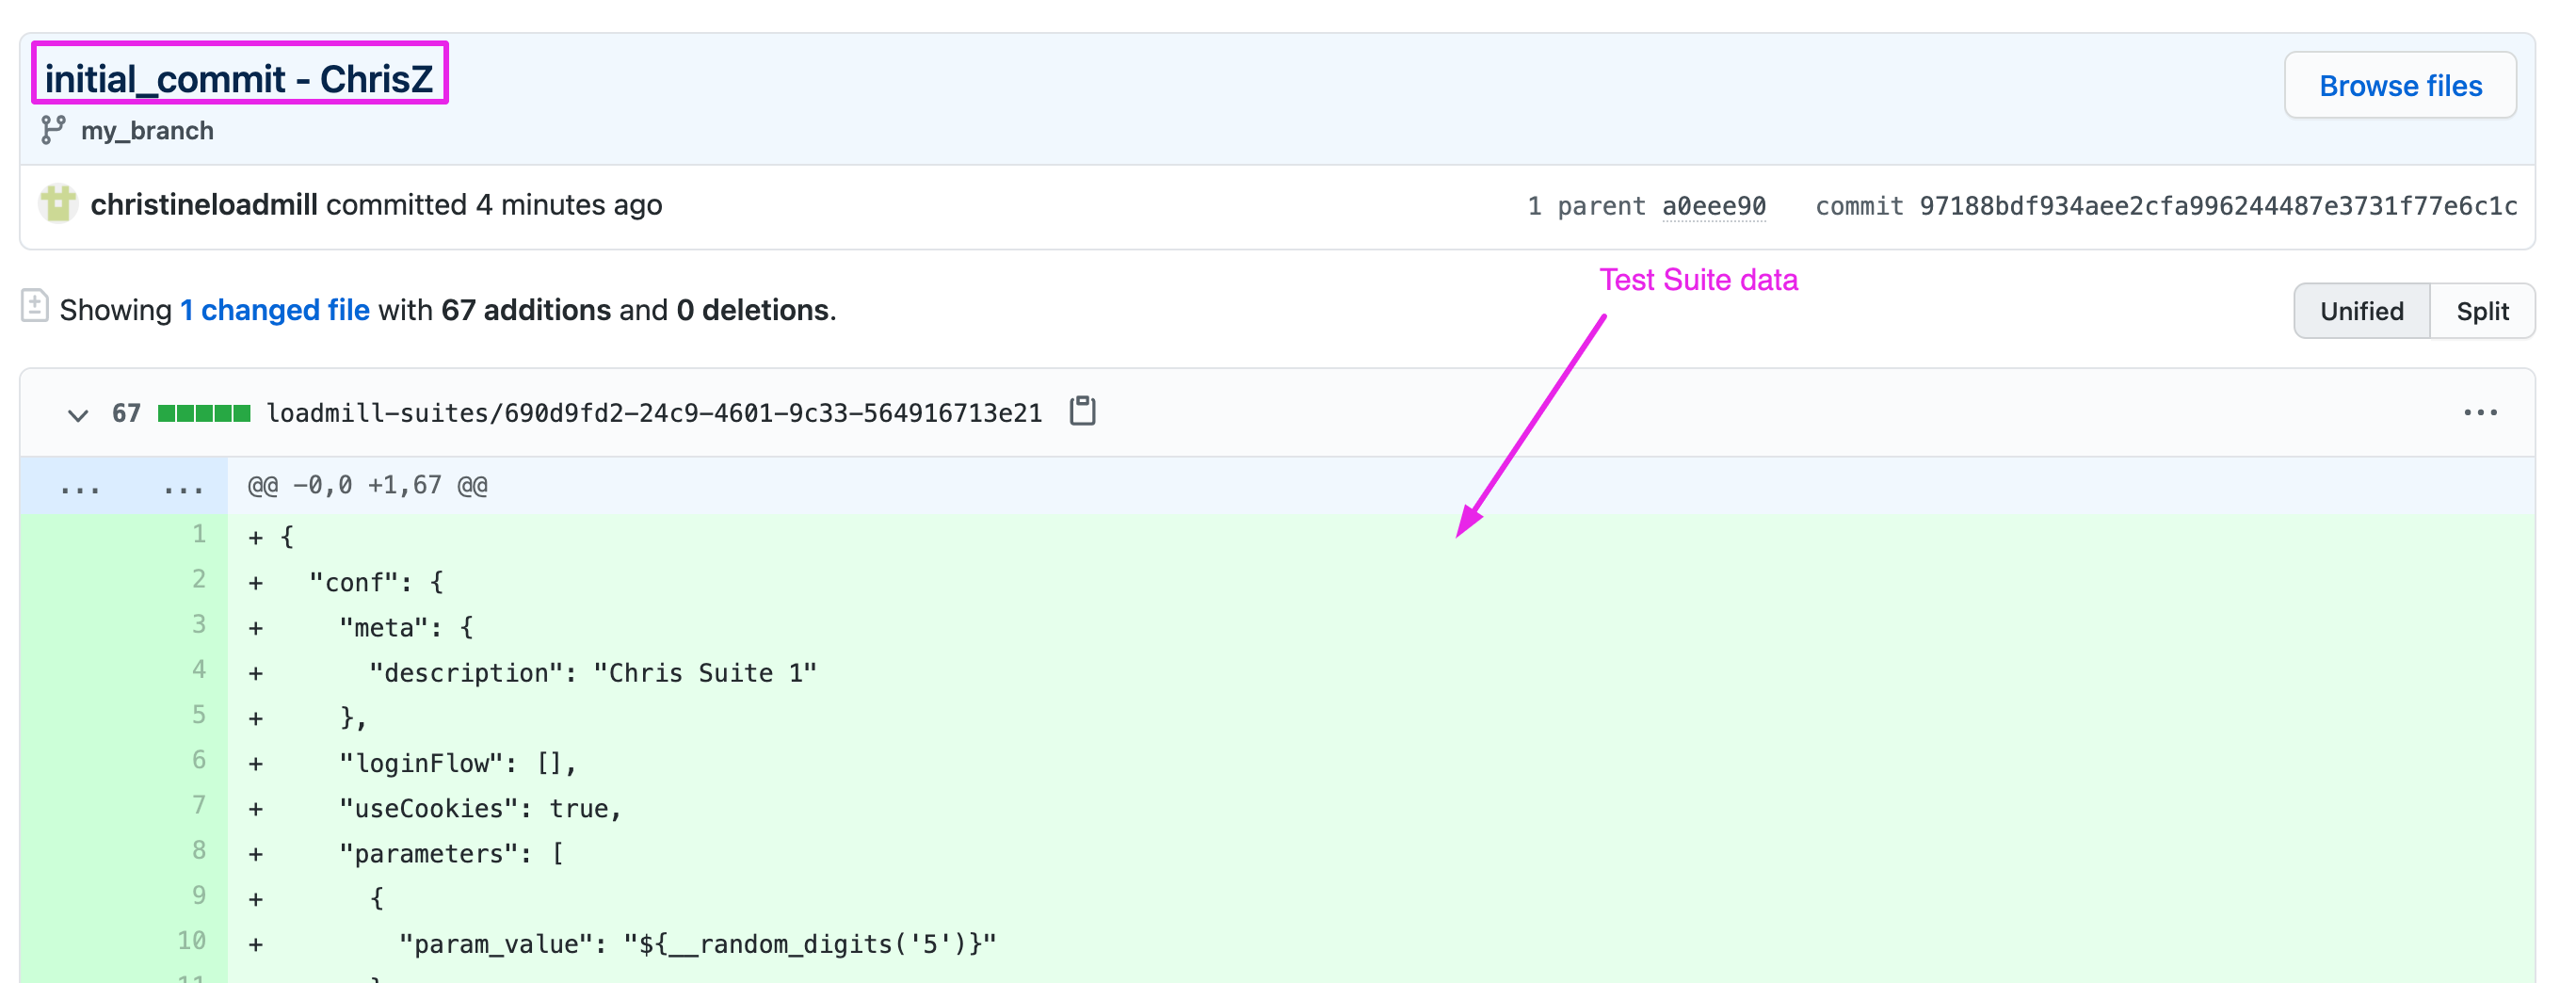 initial_commit - ChrisZ
Browse files
my_branch
christineloadmill committed 4 minutes ago
1 parent a0eee90 commit 97188bdf934aee2cfa996244487e3731f77e6c1c
Test Suite data
Showing 1 changed file with 67 additions and 0 deletions.
Unified Split
67 loadmill-suites/690d9fd2-24c9-4601-9c33-564916713e21 ...
... ... @@ -0,0 +1,67 @@
1 + {
2 + "conf": {
3 + "meta": {
4 + "description": "Chris Suite 1"
5 + },
6 + "loginFlow": [],
7 + "useCookies": true,
8 + "parameters": [
9 + {
10 + "param_value": "${__random_digits('5')}"